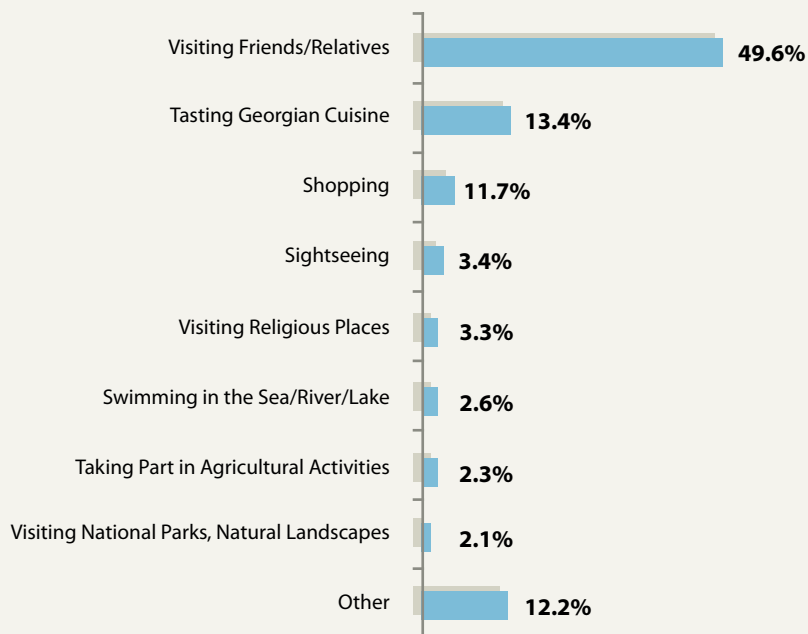 Visiting Friends/Relatives 49.6%
Tasting Georgian Cuisine 13.4%
Shopping 11.7%
Sightseeing 3.4%
Visiting Religious Places 3.3%
Swimming in the Sea/River/Lake 2.6%
Taking Part in Agricultural Activities 2.3%
Visiting National Parks, Natural Landscapes 2.1%
Other 12.2%